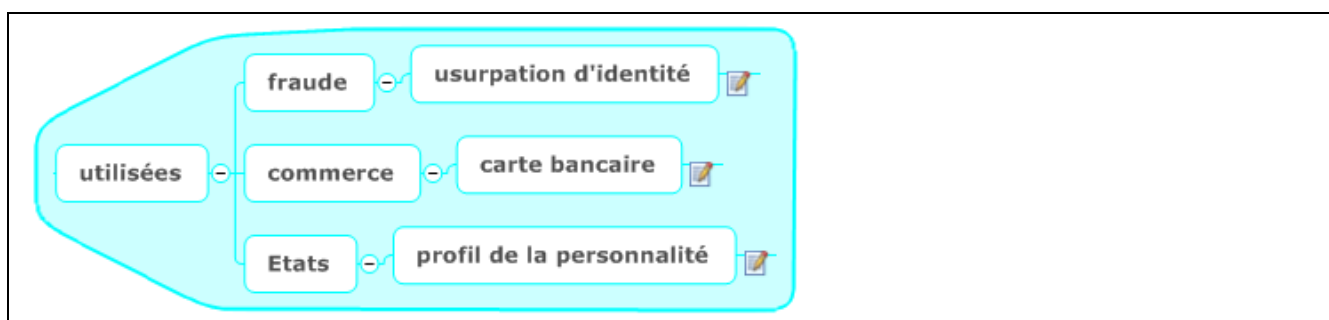 fraude
usurpation d'identité
utilisées
commerce
carte bancaire
Etats
profil de la personnalité